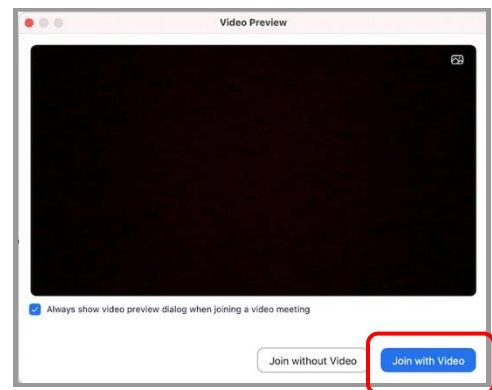 Video Preview
Always show video preview dialog when joining a video meeting
Join without Video
Join with Video